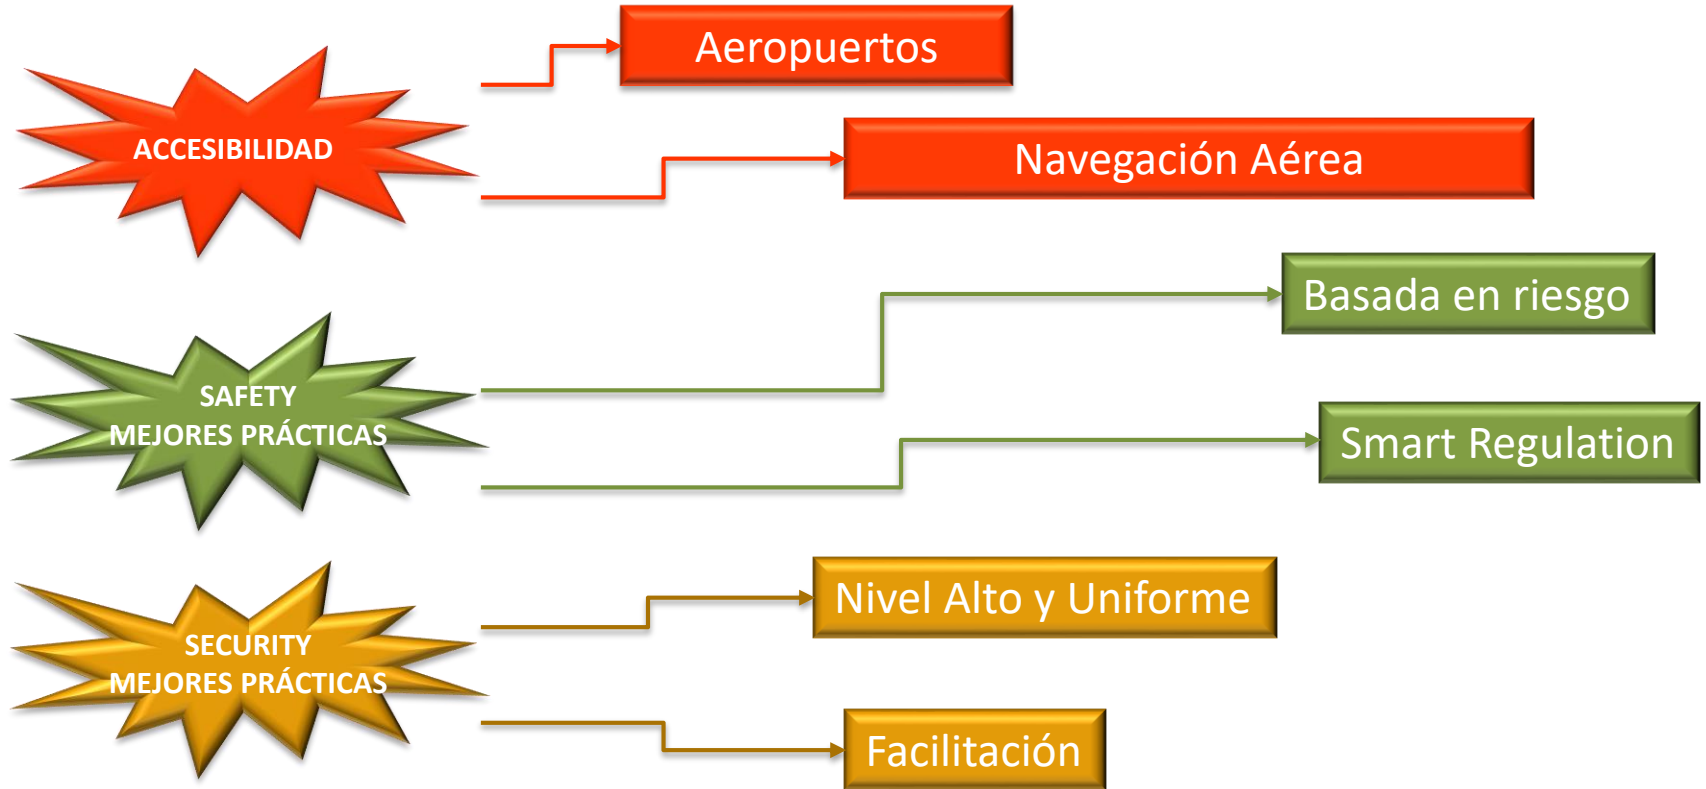 Aeropuertos
ACCESIBILIDAD
Navegación Aérea
Basada en riesgo
SAFETY
MEJORES PRÁCTICAS
Smart Regulation
Nivel Alto y Uniforme
SECURITY
MEJORES PRÁCTICAS
Facilitación